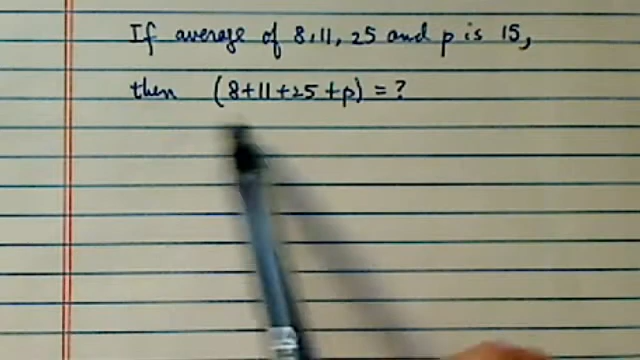 If average of 8, 11, 25 and p is 15,
then (8+11+25+p) = ?